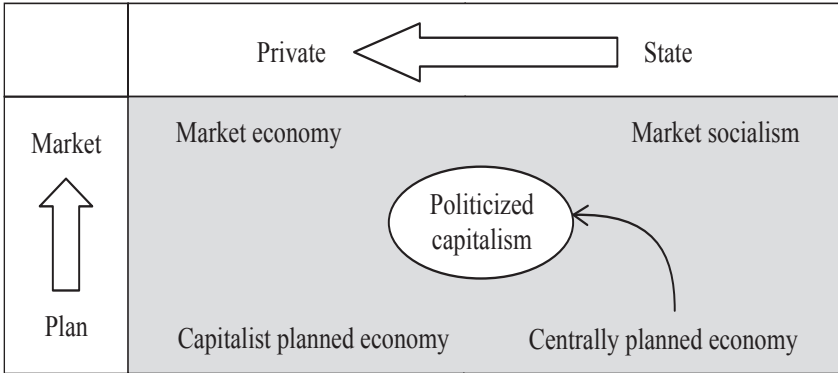 Private State
Market economy Market socialism
Market
Politicized
capitalism
Plan
Capitalist planned economy Centrally planned economy